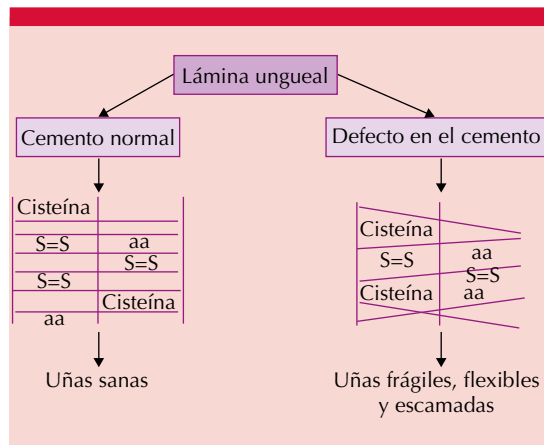 Lámina ungueal
Cemento normal
Defecto en el cemento
Cisteína
S=S aa
S=S
S=S
Cisteína
aa
Cisteína
S=S aa
S=S
Cisteína aa
Uñas sanas
Uñas frágiles, flexibles
y escamadas